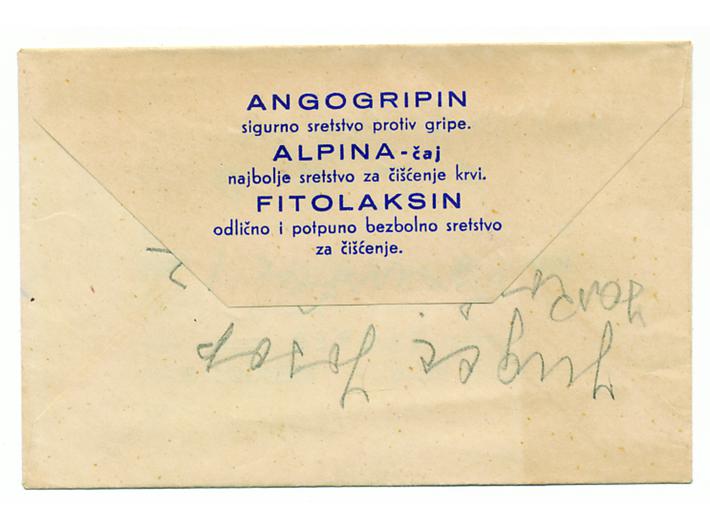 ANGOGRIPIN
sigurno sretstvo protiv gripe.
ALPINA-čaj
najbolje sretstvo za čišćenje krvi.
FITOLAKSIN
odlično i potpuno bezbolno sretstvo
za čišćenje.
Josop